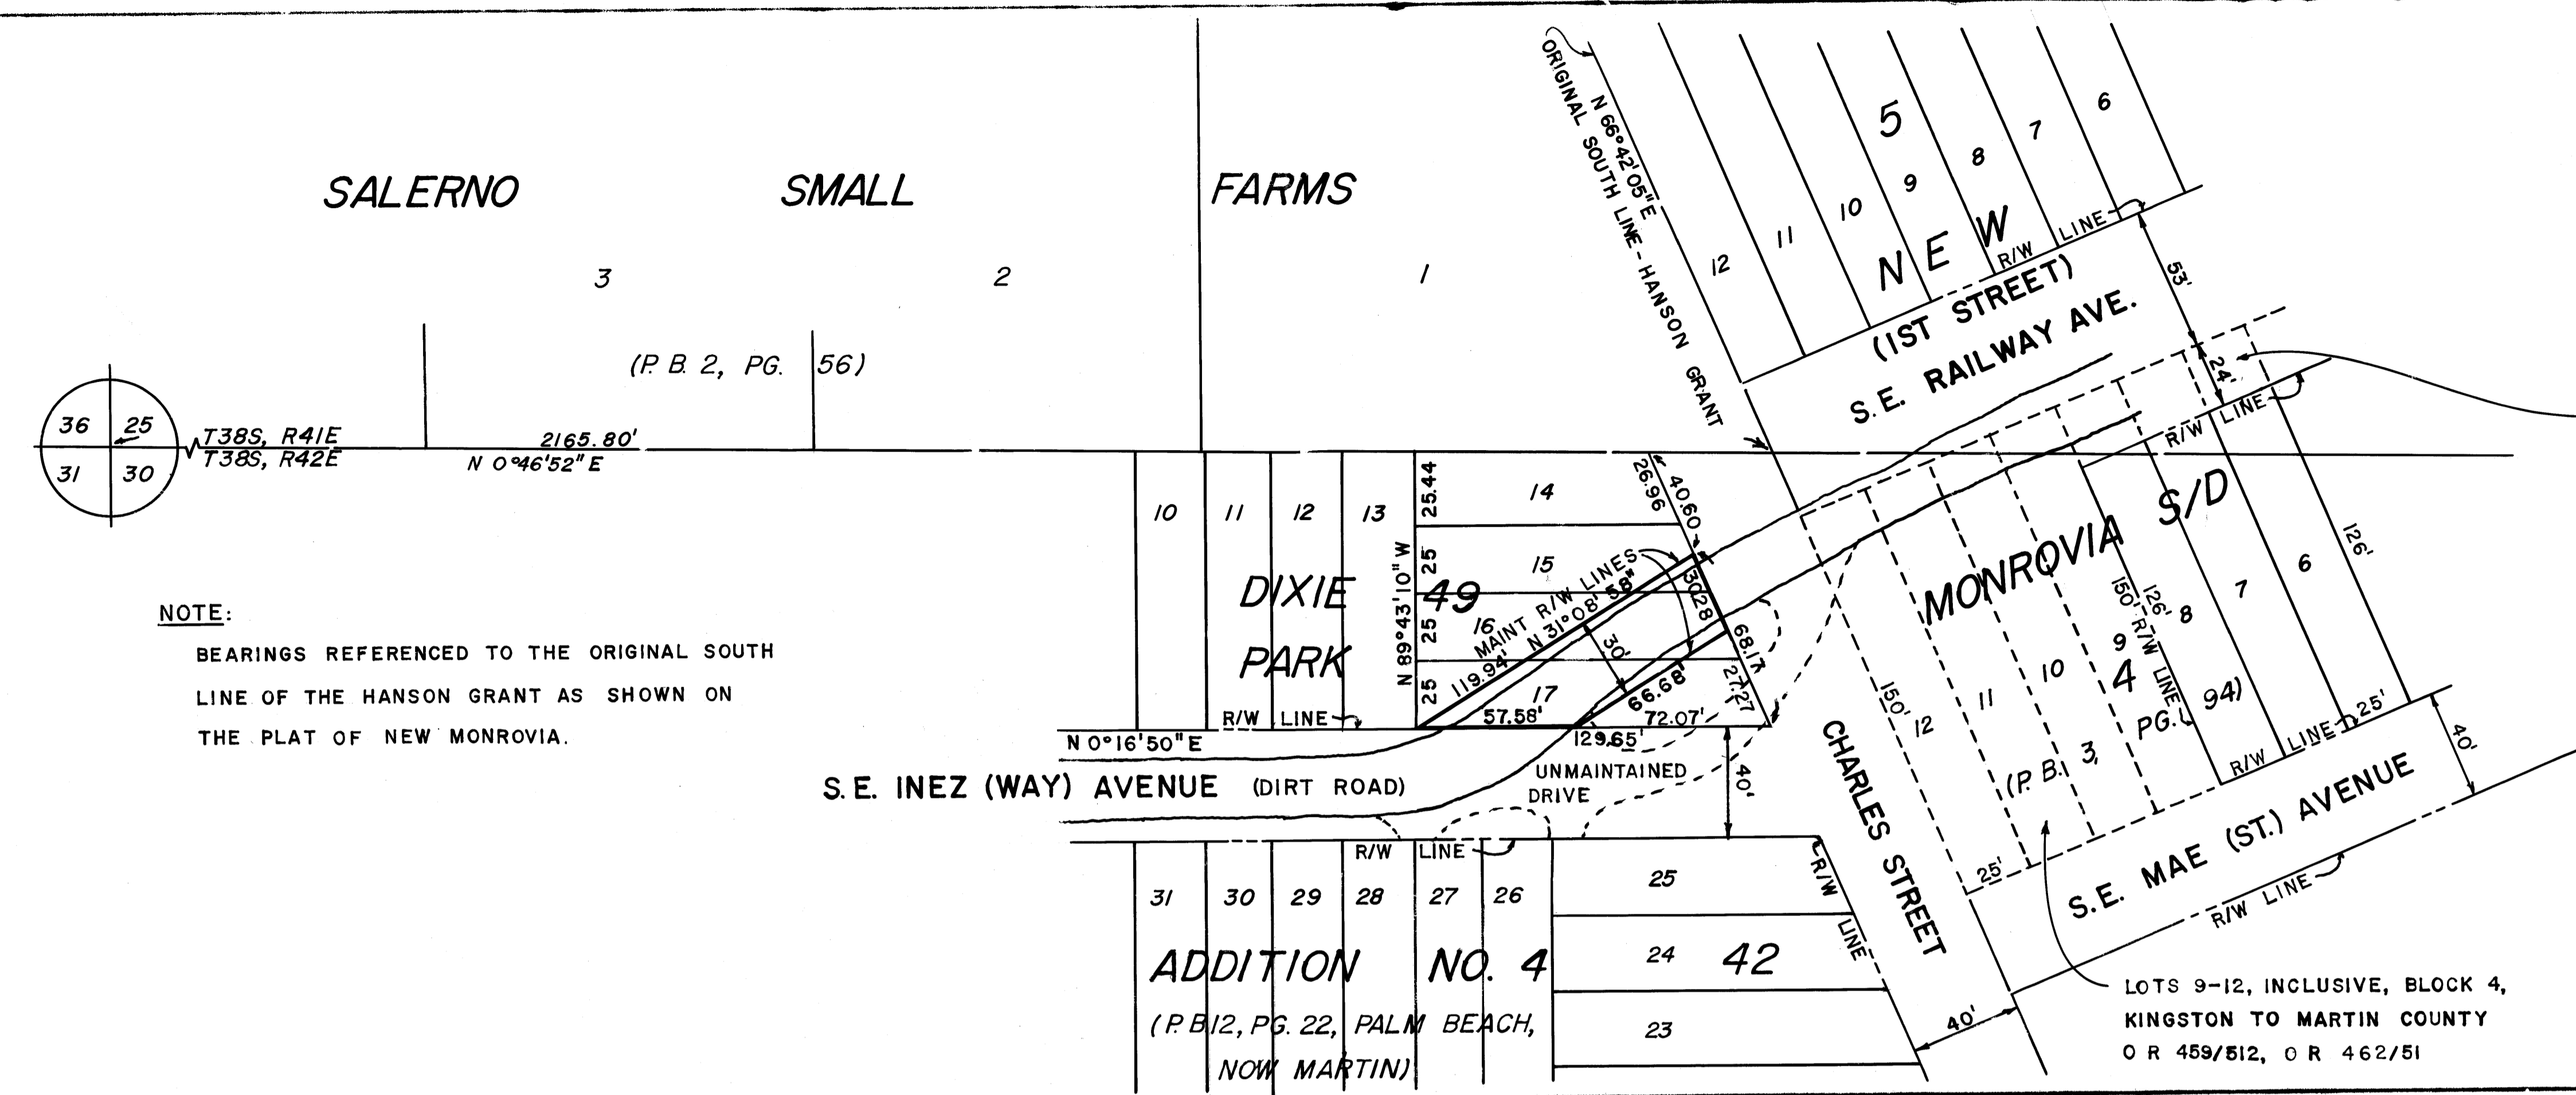 SALERNO SMALL FARMS
3 2 1
(P. B. 2, PG. 56)
36 25
31 30
T38S, R41E
T38S, R42E
2165.80'
N 0°46'52" E
NOTE:
BEARINGS REFERENCED TO THE ORIGINAL SOUTH
LINE OF THE HANSON GRANT AS SHOWN ON
THE PLAT OF NEW MONROVIA.
ORIGINAL SOUTH LINE - HANSON GRANT
N 66°42'05"E
5
12 11 10 9 8 7 6
NEW
R/W LINE
(1ST STREET)
S.E. RAILWAY AVE.
53'
24'
R/W LINE
10 11 12 13
DIXIE
PARK
49
N 89°43'10" W
25.44
25
25
25
14
15
16
17
26.96
40.60
MAINT R/W LINES
119.94' N 31°08'58"
30'
30.28
66.68'
68.17
27.27
57.58'
72.07'
129.65'
R/W LINE
N 0°16'50"E
S.E. INEZ (WAY) AVENUE (DIRT ROAD)
UNMAINTAINED
DRIVE
40'
R/W LINE
31 30 29 28 27 26
25
24
23
42
ADDITION NO. 4
(P.B.12, PG. 22, PALM BEACH,
NOW MARTIN)
R/W LINE
CHARLES STREET
40'
MONROVIA S/D
4
(P. B. 3, PG. 94)
12 11 10 9 8 7 6
150'
150' R/W LINE
126'
126'
25'
25'
R/W LINE
40'
S.E. MAE (ST.) AVENUE
R/W LINE
LOTS 9-12, INCLUSIVE, BLOCK 4,
KINGSTON TO MARTIN COUNTY
O R 459/512, O R 462/51